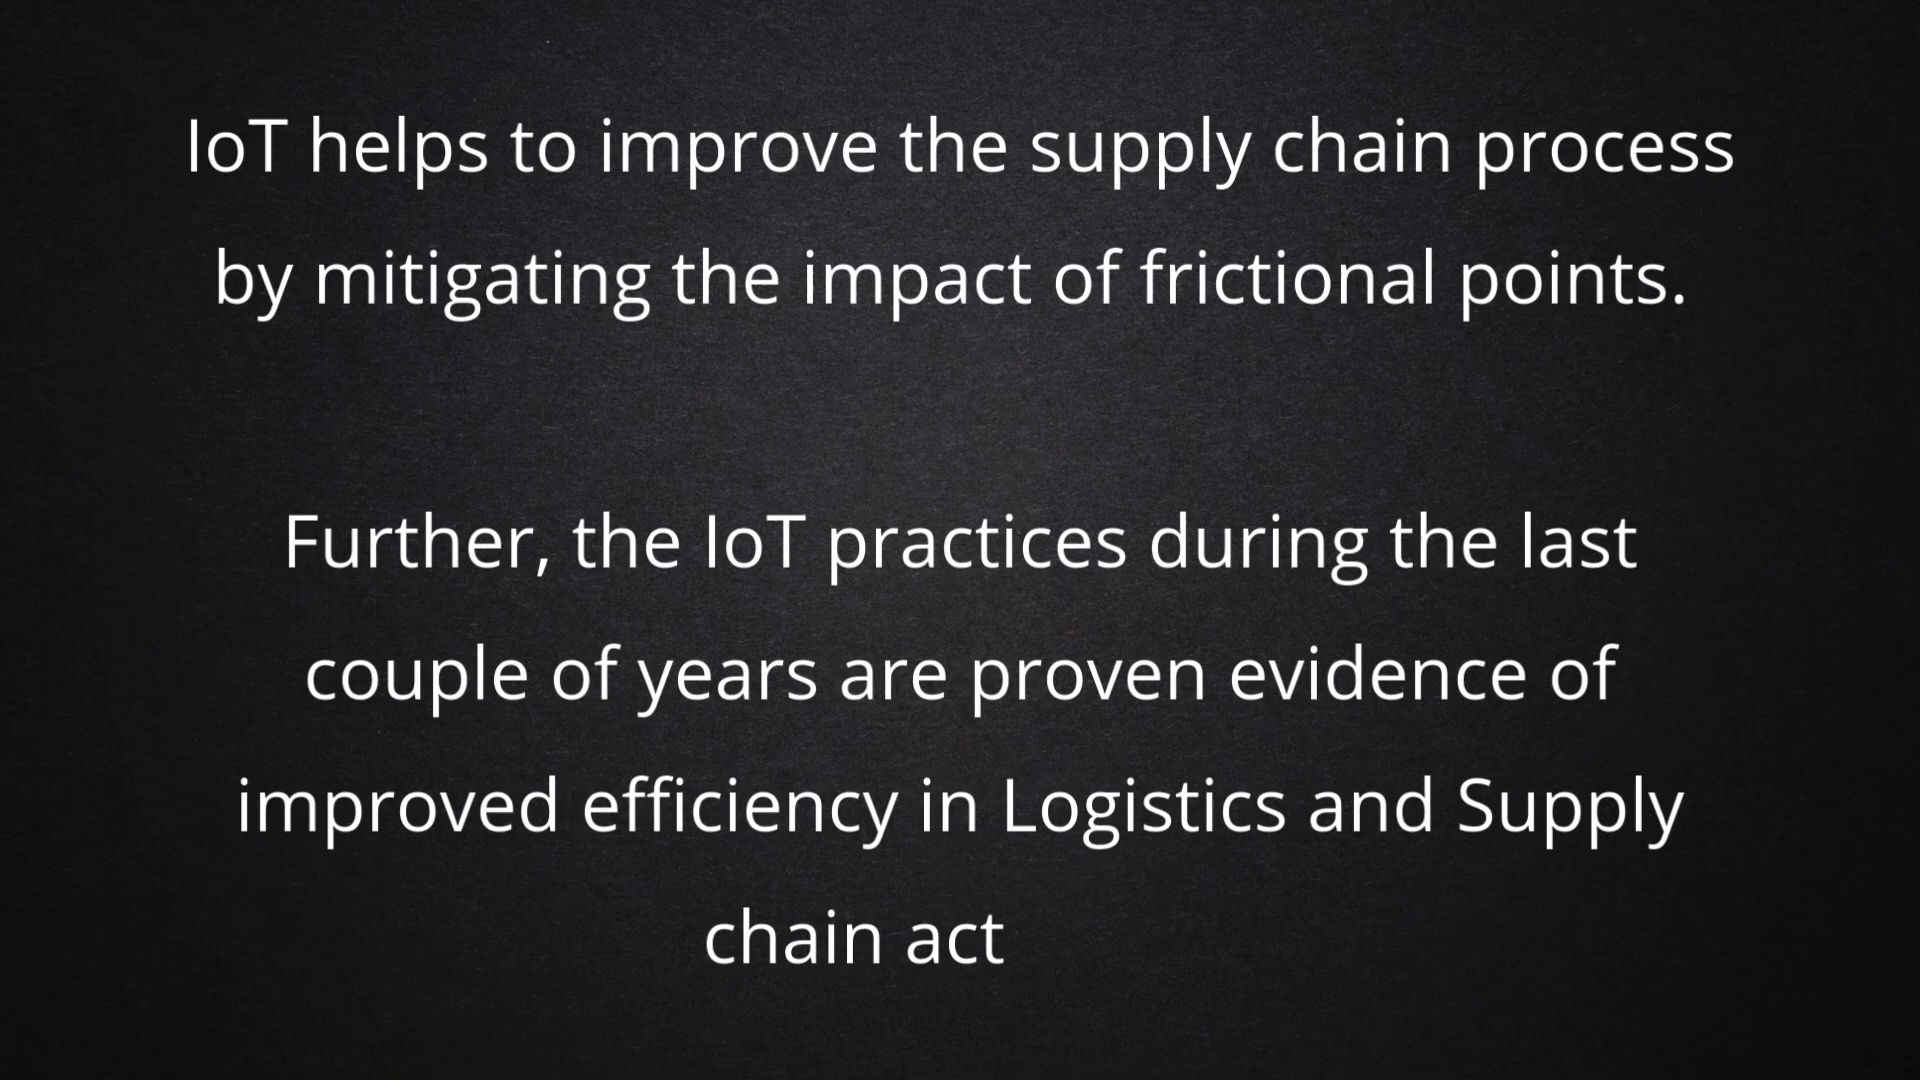 IoT helps to improve the supply chain process
by mitigating the impact of frictional points.
Further, the IoT practices during the last
couple of years are proven evidence of
improved efficiency in Logistics and Supply
chain act